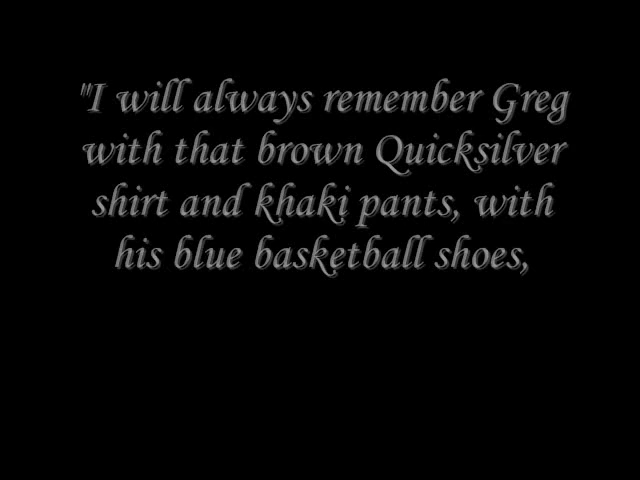 "I will always remember Greg
with that brown Quicksilver
shirt and khaki pants, with
his blue basketball shoes,